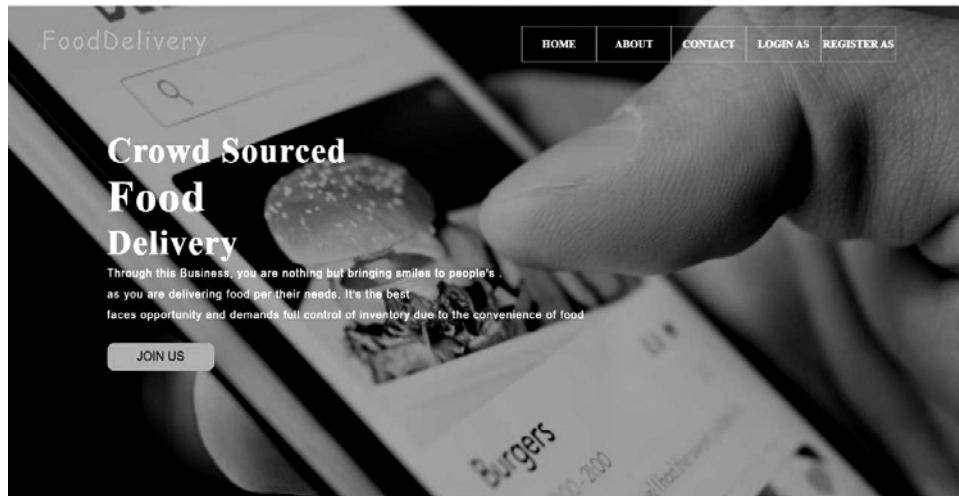 FoodDelivery
HOME ABOUT CONTACT LOGIN AS REGISTER AS
Crowd Sourced
Food
Delivery
Through this Business, you are nothing but bringing smiles to people's .
as you are delivering food per their needs. It's the best
faces opportunity and demands full control of inventory due to the convenience of food
JOIN US
Burgers